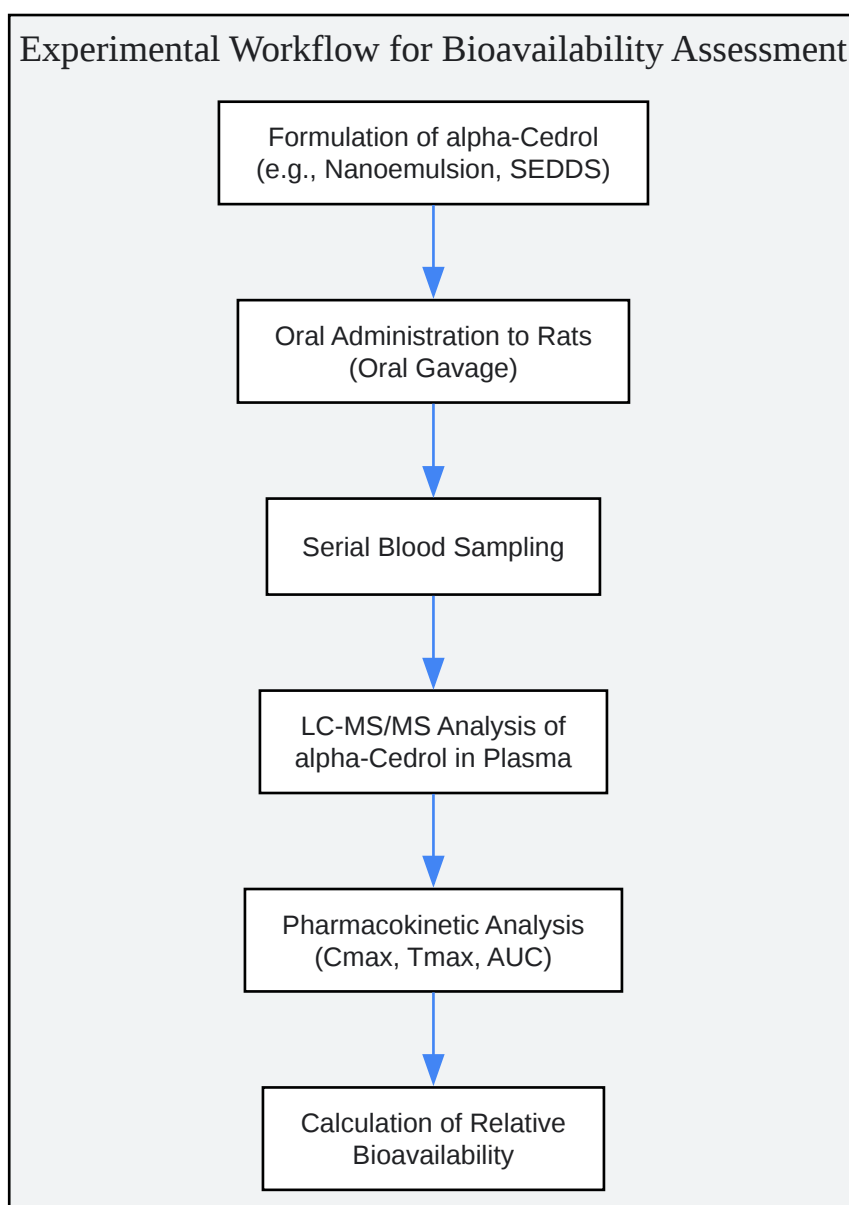 Experimental Workflow for Bioavailability Assessment
Formulation of alpha-Cedrol
(e.g., Nanoemulsion, SEDDS)
Oral Administration to Rats
(Oral Gavage)
Serial Blood Sampling
LC-MS/MS Analysis of
alpha-Cedrol in Plasma
Pharmacokinetic Analysis
(Cmax, Tmax, AUC)
Calculation of Relative
Bioavailability